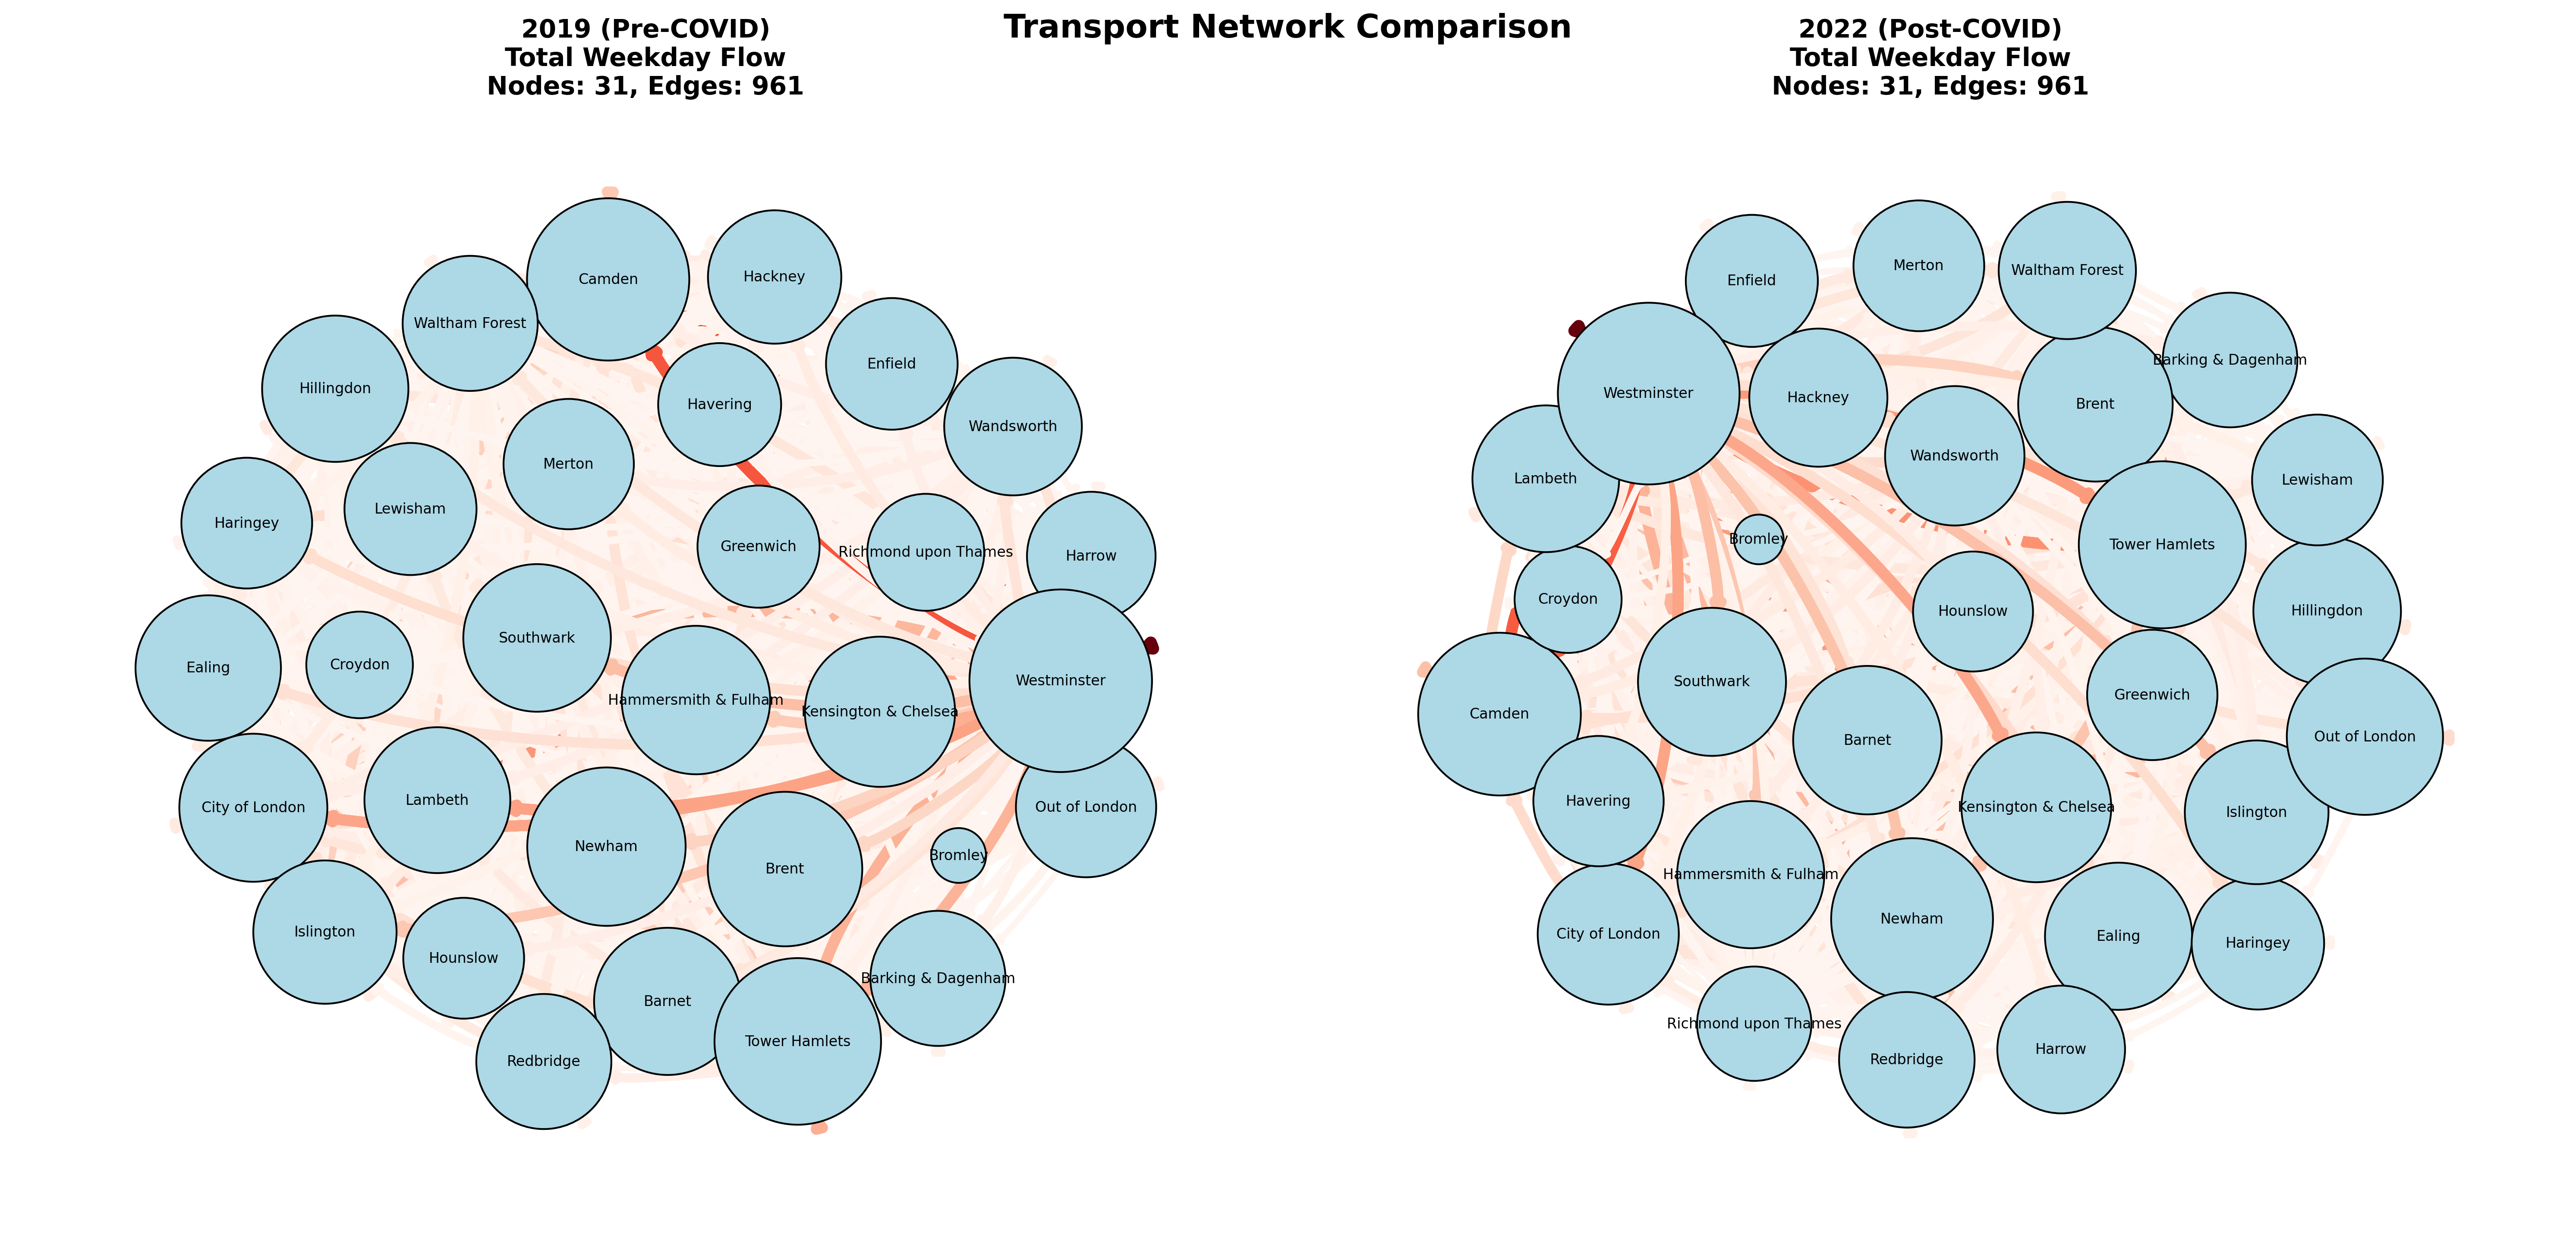 Transport Network Comparison
2019 (Pre-COVID)
Total Weekday Flow
Nodes: 31, Edges: 961
Camden
Hackney
Waltham Forest
Enfield
Hillingdon
Havering
Wandsworth
Merton
Lewisham
Haringey
Greenwich
Richmond upon Thames
Harrow
Southwark
Croydon
Ealing
Westminster
Hammersmith & Fulham
Kensington & Chelsea
Lambeth
City of London
Out of London
Newham
Bromley
Brent
Islington
Hounslow
Barking & Dagenham
Barnet
Tower Hamlets
Redbridge
2022 (Post-COVID)
Total Weekday Flow
Nodes: 31, Edges: 961
Merton
Waltham Forest
Enfield
Barking & Dagenham
Westminster
Hackney
Brent
Wandsworth
Lambeth
Lewisham
Bromley
Tower Hamlets
Croydon
Hounslow
Hillingdon
Southwark
Greenwich
Camden
Out of London
Barnet
Havering
Kensington & Chelsea
Islington
Hammersmith & Fulham
Newham
City of London
Ealing
Haringey
Richmond upon Thames
Harrow
Redbridge